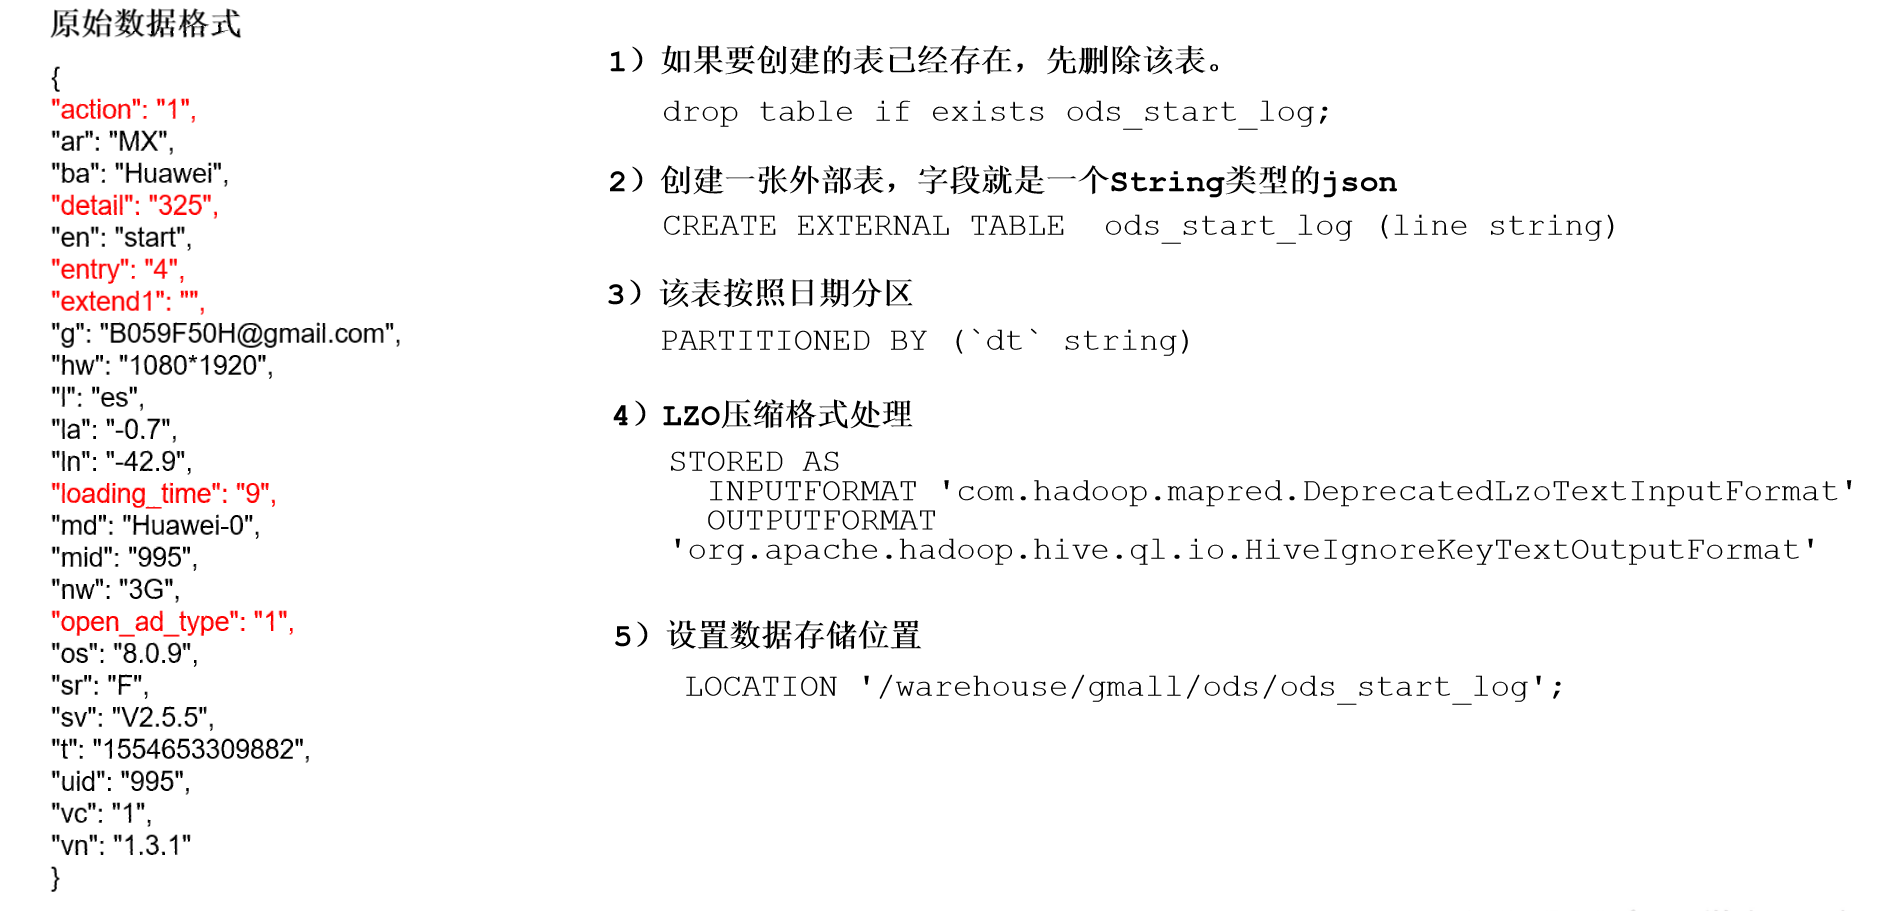 原始数据格式
{
"action": "1",
"ar": "MX",
"ba": "Huawei",
"detail": "325",
"en": "start",
"entry": "4",
"extend1": "",
"g": "B059F50H@gmail.com",
"hw": "1080*1920",
"l": "es",
"la": "-0.7",
"ln": "-42.9",
"loading_time": "9",
"md": "Huawei-0",
"mid": "995",
"nw": "3G",
"open_ad_type": "1",
"os": "8.0.9",
"sr": "F",
"sv": "V2.5.5",
"t": "1554653309882",
"uid": "995",
"vc": "1",
"vn": "1.3.1"
}
1）如果要创建的表已经存在，先删除该表。
drop table if exists ods_start_log;
2）创建一张外部表，字段就是一个String类型的json
CREATE EXTERNAL TABLE  ods_start_log (line string)
3）该表按照日期分区
PARTITIONED BY (`dt` string)
4）LZO压缩格式处理
STORED AS
INPUTFORMAT 'com.hadoop.mapred.DeprecatedLzoTextInputFormat'
OUTPUTFORMAT
'org.apache.hadoop.hive.ql.io.HiveIgnoreKeyTextOutputFormat'
5）设置数据存储位置
LOCATION '/warehouse/gmall/ods/ods_start_log';